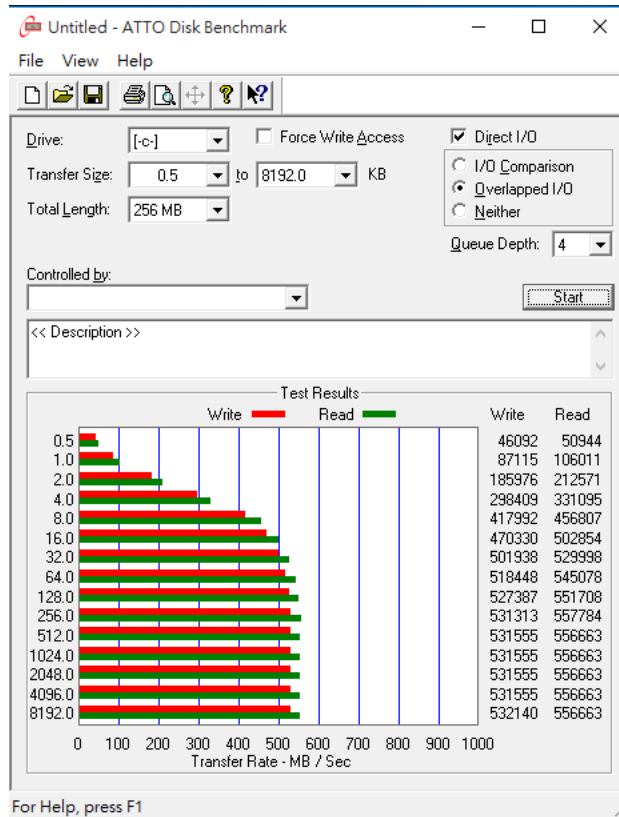 Untitled - ATTO Disk Benchmark
File View Help
Drive: [-c-] Force Write Access Direct I/O
Transfer Size: 0.5 to 8192.0 KB I/O Comparison
Overlapped I/O
Total Length: 256 MB Neither
Queue Depth: 4
Controlled by:
Start
<< Description >>
Test Results
Write Read Write Read
0.5 46092 50944
1.0 87115 106011
2.0 185976 212571
4.0 298409 331095
8.0 417992 456807
16.0 470330 502854
32.0 501938 529998
64.0 518448 545078
128.0 527387 551708
256.0 531313 557784
512.0 531555 556663
1024.0 531555 556663
2048.0 531555 556663
4096.0 531555 556663
8192.0 532140 556663
0 100 200 300 400 500 600 700 800 900 1000
Transfer Rate - MB / Sec
For Help, press F1